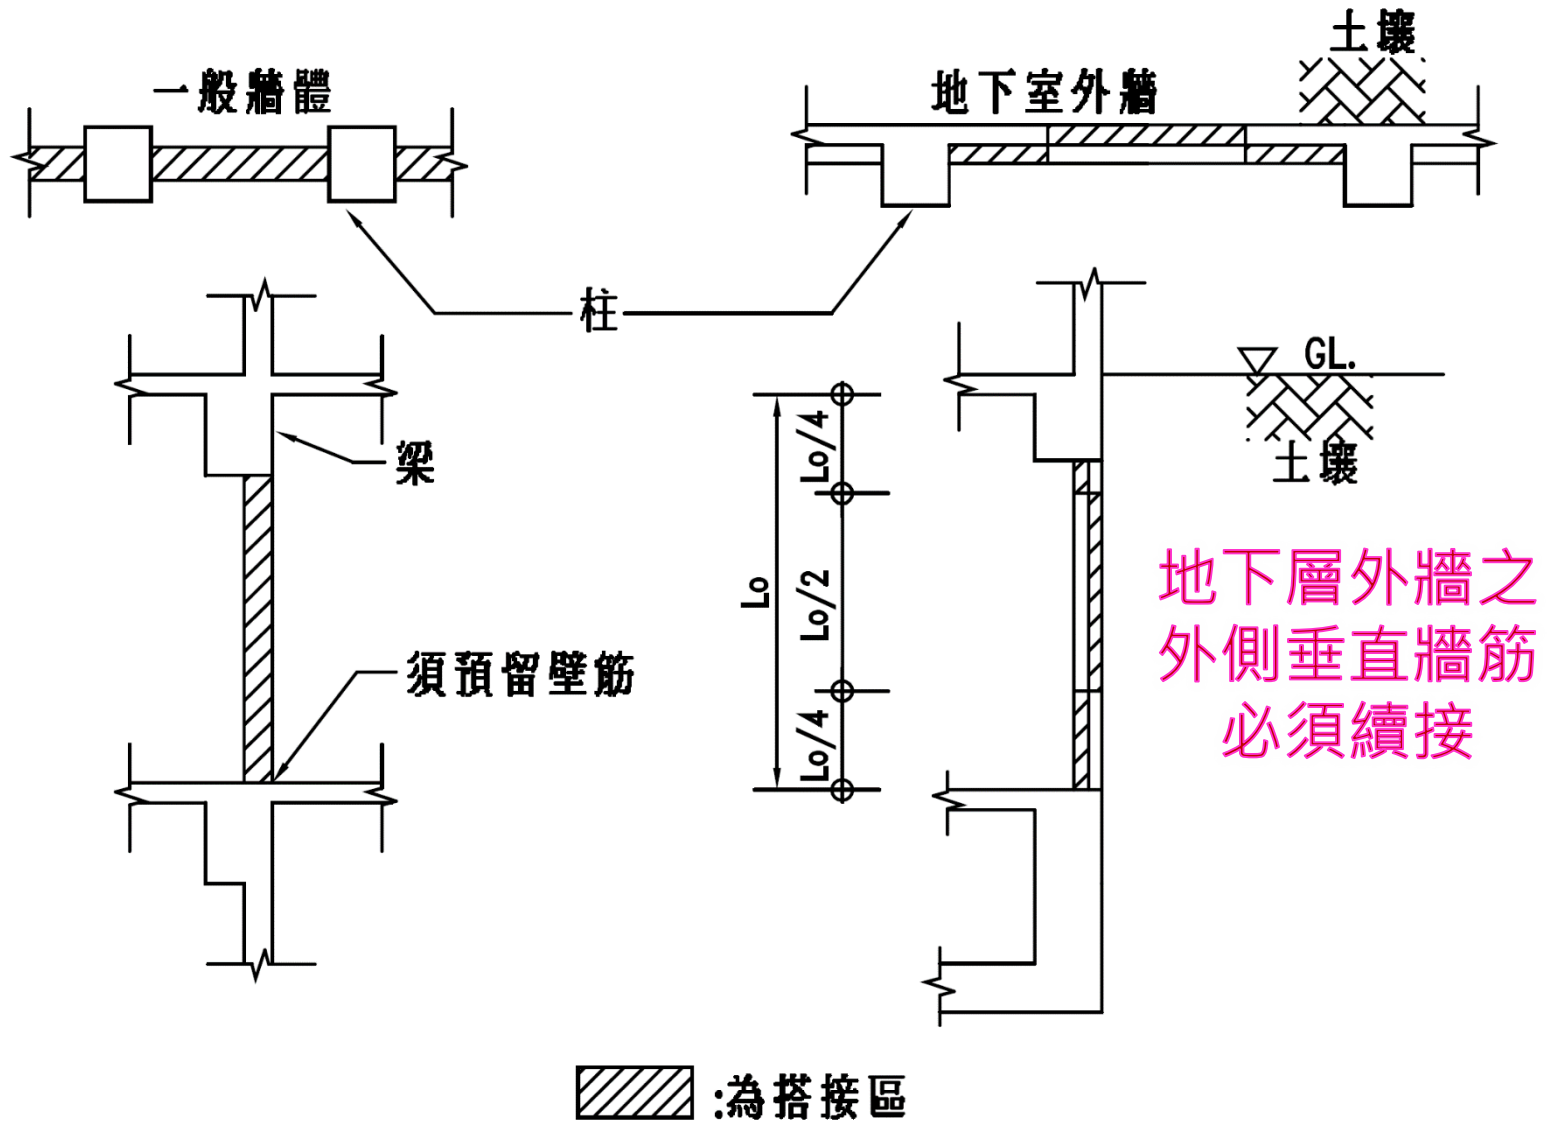 土壤
一般牆體
地下室外牆
柱
GL.
梁
土壤
Lo/4
Lo
Lo/2
Lo/4
地下層外牆之
外側垂直牆筋
必須續接
須預留壁筋
:為搭接區